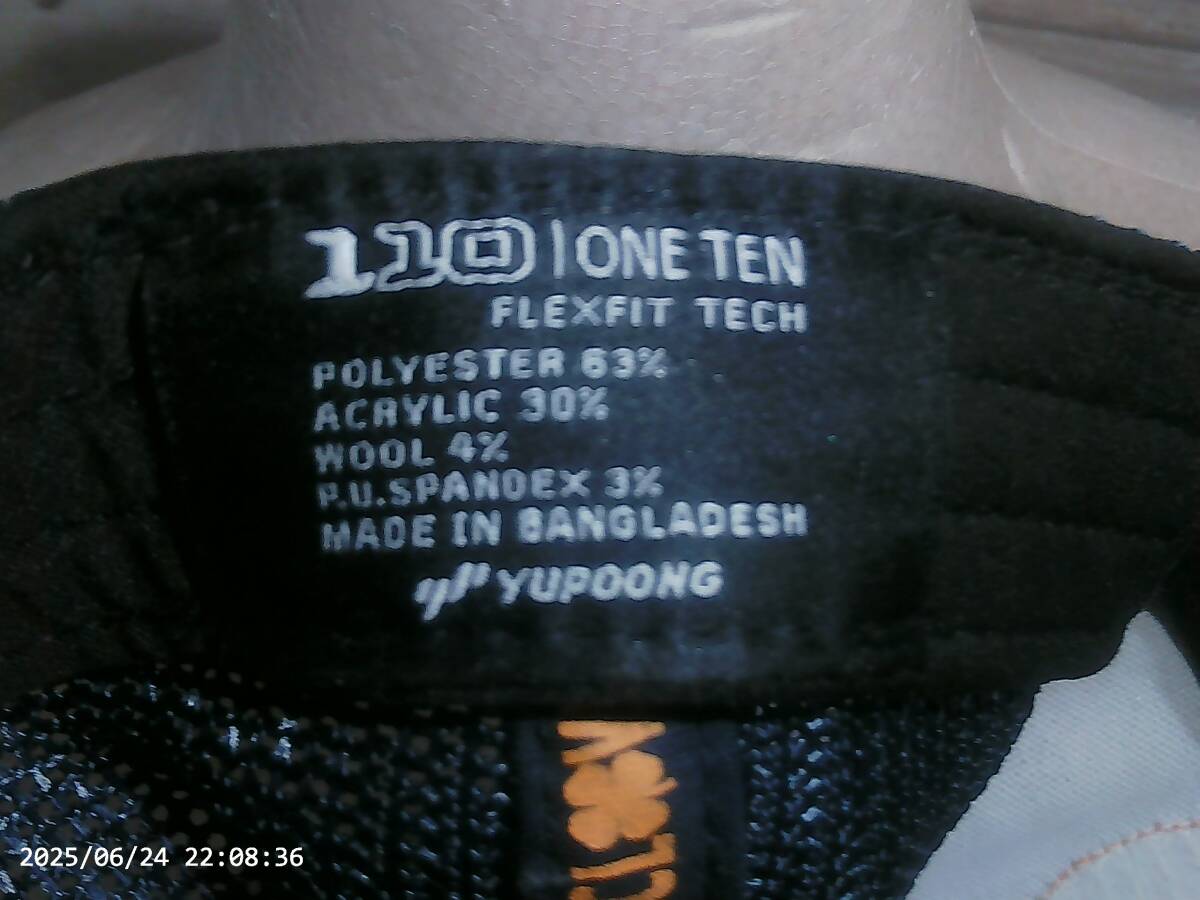 110 | ONE TEN
FLEXFIT TECH
POLYESTER 63%
ACRYLIC 30%
WOOL 4%
P.U.SPANDEX 3%
MADE IN BANGLADESH
YUPOONG
2025/06/24 22:08:36